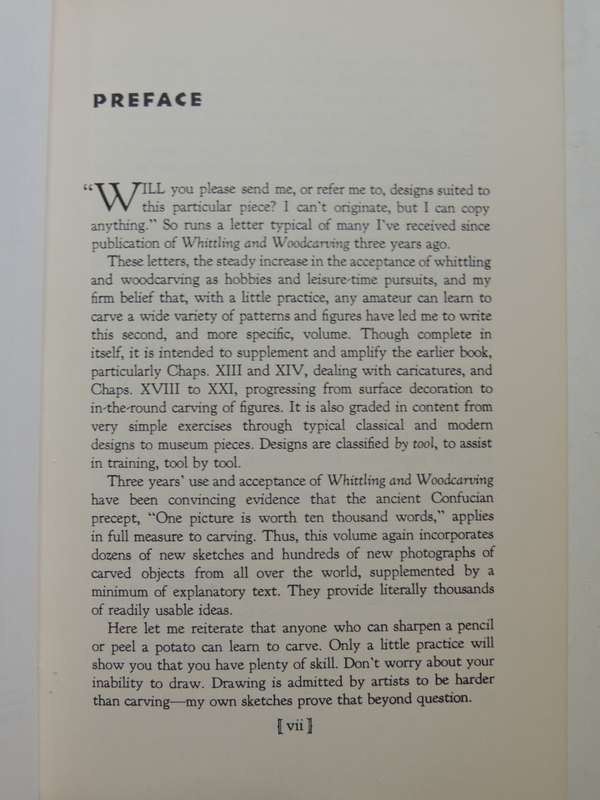 PREFACE
“WILL you please send me, or refer me to, designs suited to
this particular piece? I can't originate, but I can copy
anything.” So runs a letter typical of many I've received since
publication of Whittling and Woodcarving three years ago.
These letters, the steady increase in the acceptance of whittling
and woodcarving as hobbies and leisure-time pursuits, and my
firm belief that, with a little practice, any amateur can learn to
carve a wide variety of patterns and figures have led me to write
this second, and more specific, volume. Though complete in
itself, it is intended to supplement and amplify the earlier book,
particularly Chaps. XIII and XIV, dealing with caricatures, and
Chaps. XVIII to XXI, progressing from surface decoration to
in-the-round carving of figures. It is also graded in content from
very simple exercises through typical classical and modern
designs to museum pieces. Designs are classified by tool, to assist
in training, tool by tool.
Three years' use and acceptance of Whittling and Woodcarving
have been convincing evidence that the ancient Confucian
precept, “One picture is worth ten thousand words,” applies
in full measure to carving. Thus, this volume again incorporates
dozens of new sketches and hundreds of new photographs of
carved objects from all over the world, supplemented by a
minimum of explanatory text. They provide literally thousands
of readily usable ideas.
Here let me reiterate that anyone who can sharpen a pencil
or peel a potato can learn to carve. Only a little practice will
show you that you have plenty of skill. Don't worry about your
inability to draw. Drawing is admitted by artists to be harder
than carving—my own sketches prove that beyond question.
⟦ vii ⟧